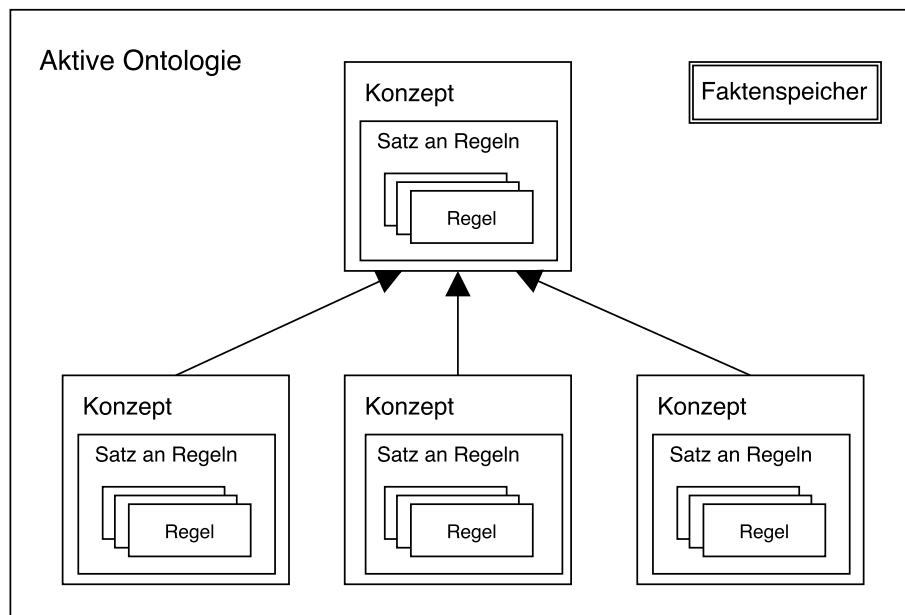 Aktive Ontologie
Konzept
Faktenspeicher
Satz an Regeln
Regel
Konzept
Satz an Regeln
Regel
Konzept
Satz an Regeln
Regel
Konzept
Satz an Regeln
Regel